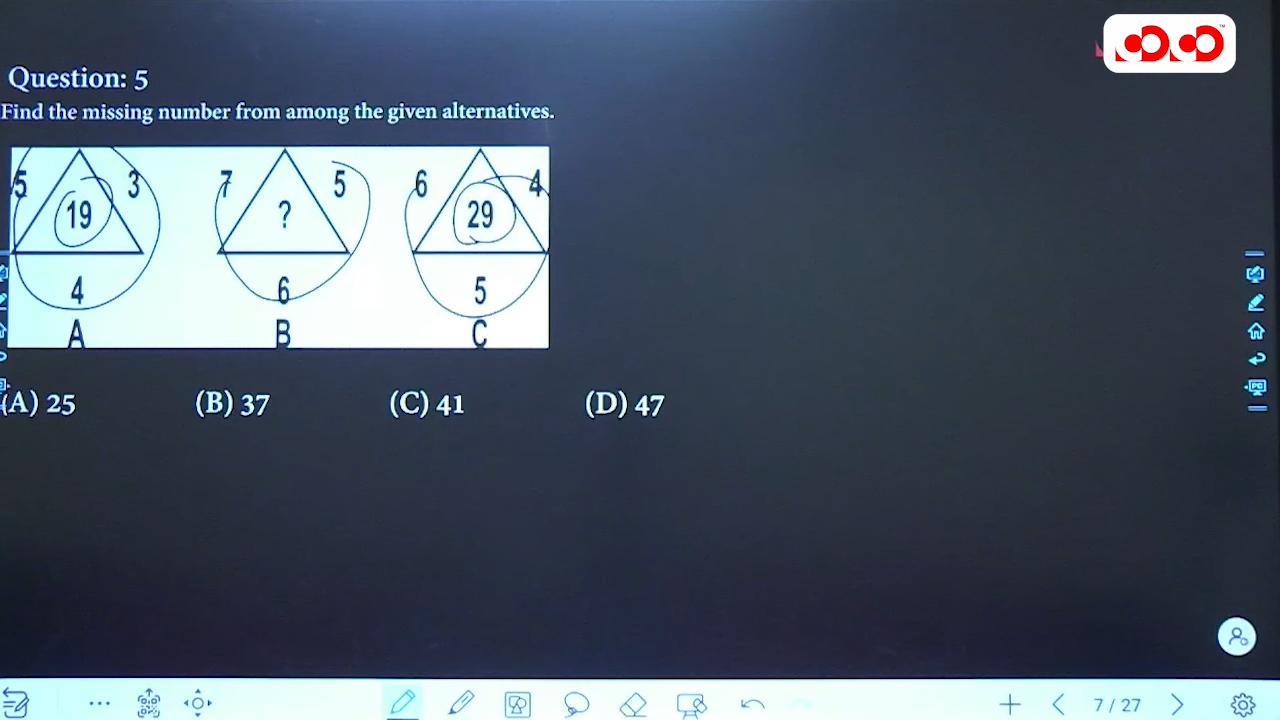 Question: 5
Find the missing number from among the given alternatives.
5 3 7 5 6 4
19 ? 29
4 6 5
A B C
(A) 25 (B) 37 (C) 41 (D) 47
7 / 27